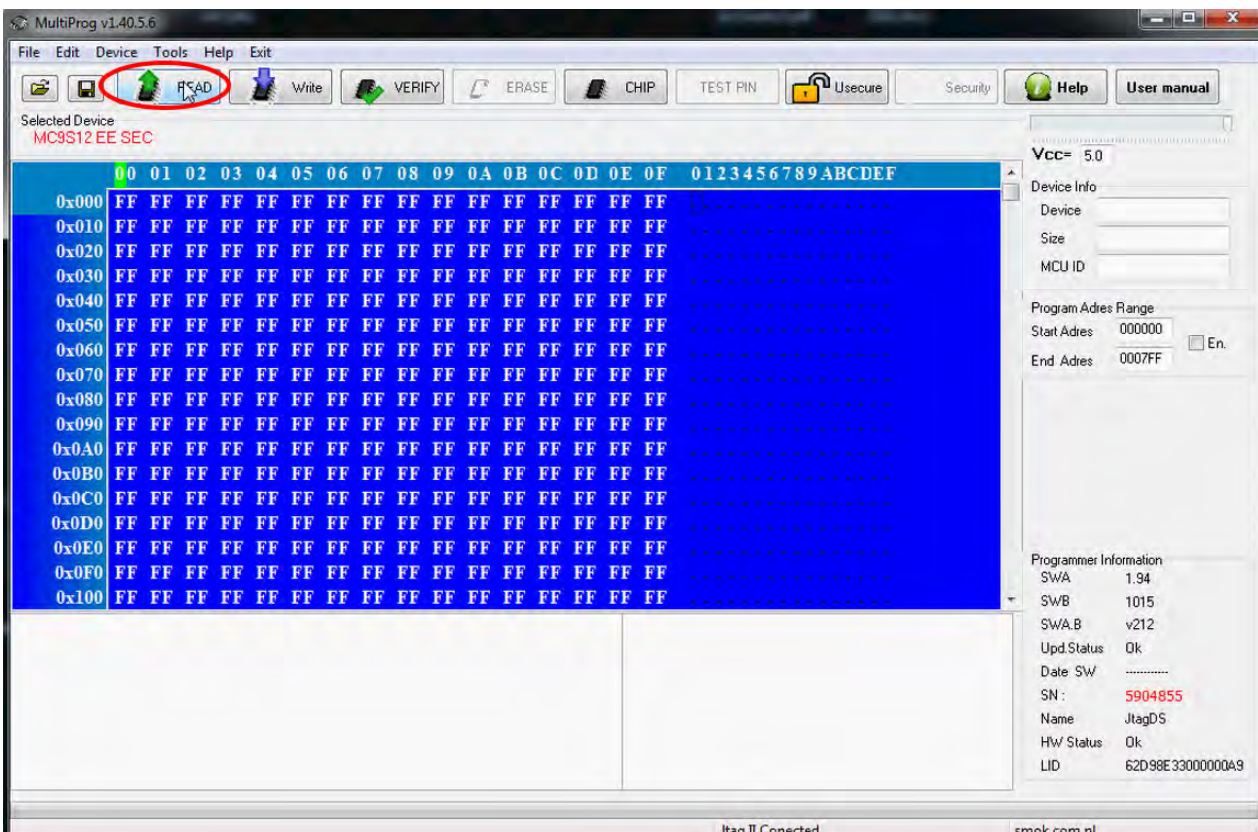 MultiProg v1.40.5.6
File Edit Device Tools Help Exit
READ Write VERIFY ERASE CHIP TEST PIN Usecure Security Help User manual
Selected Device
MC9S12 EE SEC
Vcc= 5.0
00 01 02 03 04 05 06 07 08 09 0A 0B 0C 0D 0E 0F 0123456789ABCDEF
0x000 FF FF FF FF FF FF FF FF FF FF FF FF FF FF FF FF ................
0x010 FF FF FF FF FF FF FF FF FF FF FF FF FF FF FF FF ................
0x020 FF FF FF FF FF FF FF FF FF FF FF FF FF FF FF FF ................
0x030 FF FF FF FF FF FF FF FF FF FF FF FF FF FF FF FF ................
0x040 FF FF FF FF FF FF FF FF FF FF FF FF FF FF FF FF ................
0x050 FF FF FF FF FF FF FF FF FF FF FF FF FF FF FF FF ................
0x060 FF FF FF FF FF FF FF FF FF FF FF FF FF FF FF FF ................
0x070 FF FF FF FF FF FF FF FF FF FF FF FF FF FF FF FF ................
0x080 FF FF FF FF FF FF FF FF FF FF FF FF FF FF FF FF ................
0x090 FF FF FF FF FF FF FF FF FF FF FF FF FF FF FF FF ................
0x0A0 FF FF FF FF FF FF FF FF FF FF FF FF FF FF FF FF ................
0x0B0 FF FF FF FF FF FF FF FF FF FF FF FF FF FF FF FF ................
0x0C0 FF FF FF FF FF FF FF FF FF FF FF FF FF FF FF FF ................
0x0D0 FF FF FF FF FF FF FF FF FF FF FF FF FF FF FF FF ................
0x0E0 FF FF FF FF FF FF FF FF FF FF FF FF FF FF FF FF ................
0x0F0 FF FF FF FF FF FF FF FF FF FF FF FF FF FF FF FF ................
0x100 FF FF FF FF FF FF FF FF FF FF FF FF FF FF FF FF ................
Device Info
Device
Size
MCU ID
Program Adres Range
Start Adres 000000
En.
End Adres 0007FF
Programmer Information
SWA 1.94
SWB 1015
SWA.B v212
Upd.Status Ok
Date SW ------------
SN : 5904855
Name JtagDS
HW Status Ok
LID 62D98E33000000A9
Jtag II Conected smok.com.pl